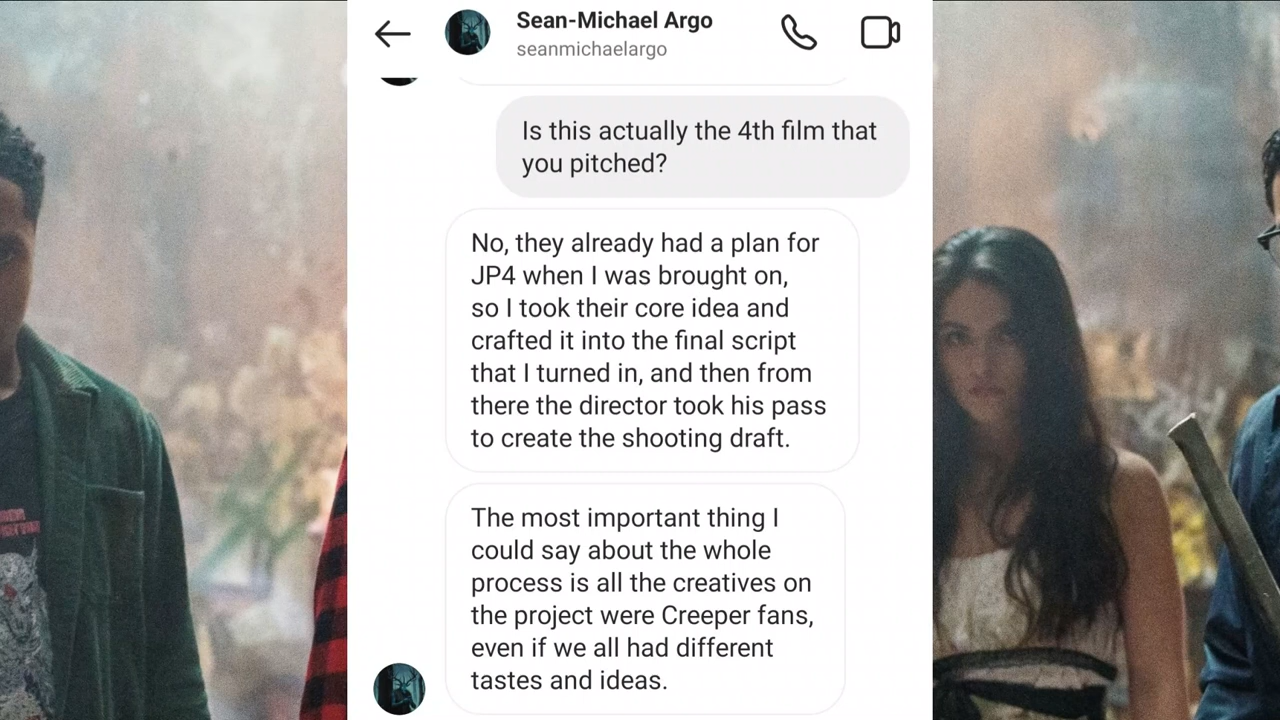 Sean-Michael Argo
seanmichaelargo
Is this actually the 4th film that
you pitched?
No, they already had a plan for
JP4 when I was brought on,
so I took their core idea and
crafted it into the final script
that I turned in, and then from
there the director took his pass
to create the shooting draft.
The most important thing I
could say about the whole
process is all the creatives on
the project were Creeper fans,
even if we all had different
tastes and ideas.